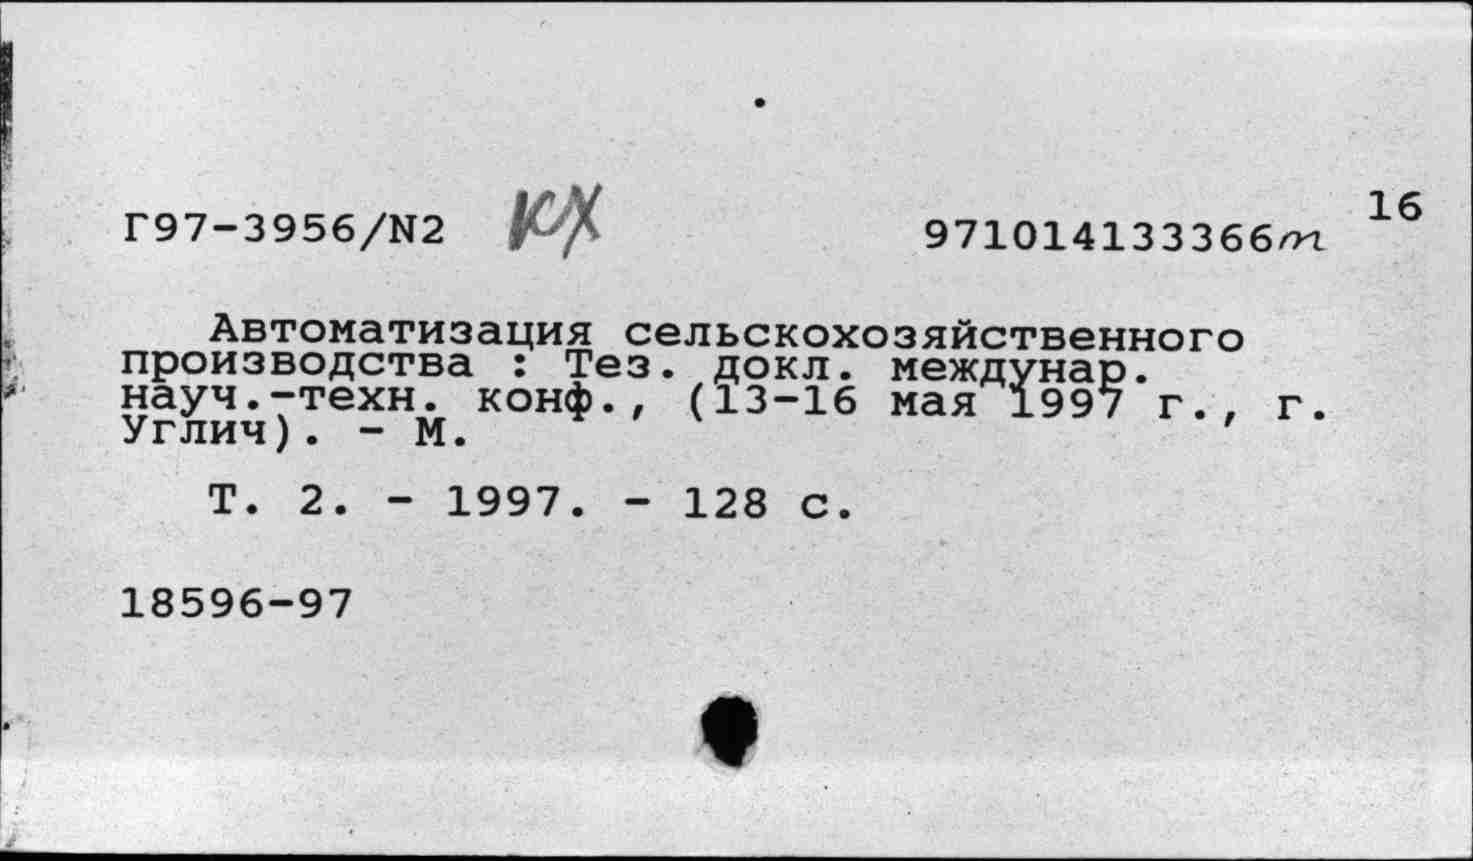 16
Г97-3956/N2 КХ 971014133366т
Автоматизация сельскохозяйственного
производства : Тез. докл. междунар.
науч.-техн. конф., (13-16 мая 1997 г., г.
Углич). - М.
Т. 2. - 1997. - 128 с.
18596-97